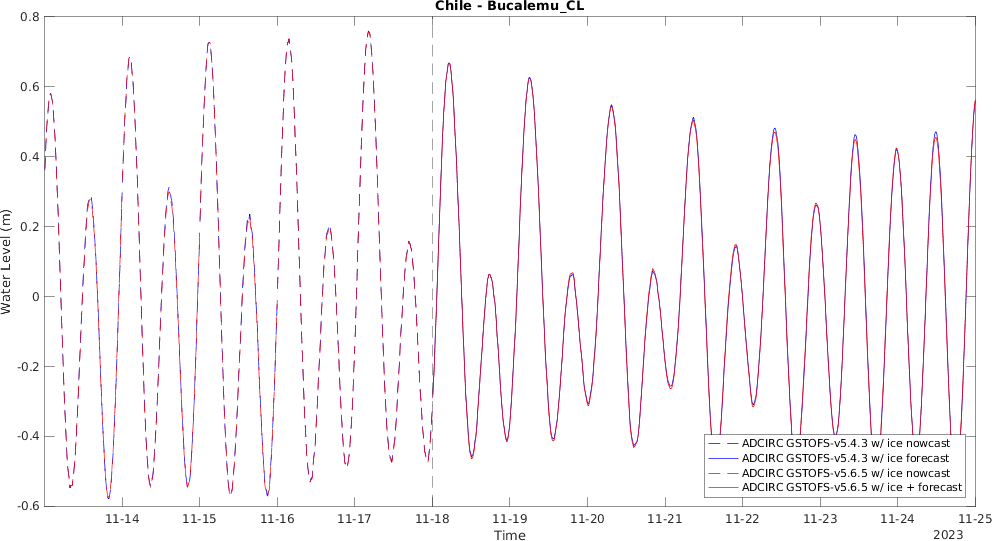 Chile - Bucalemu_CL
0.8
0.6
0.4
0.2
0
-0.2
-0.4
-0.6
Water Level (m)
ADCIRC GSTOFS-v5.4.3 w/ ice nowcast
ADCIRC GSTOFS-v5.4.3 w/ ice forecast
ADCIRC GSTOFS-v5.6.5 w/ ice nowcast
ADCIRC GSTOFS-v5.6.5 w/ ice + forecast
11-14 11-15 11-16 11-17 11-18 11-19 11-20 11-21 11-22 11-23 11-24 11-25
Time
2023